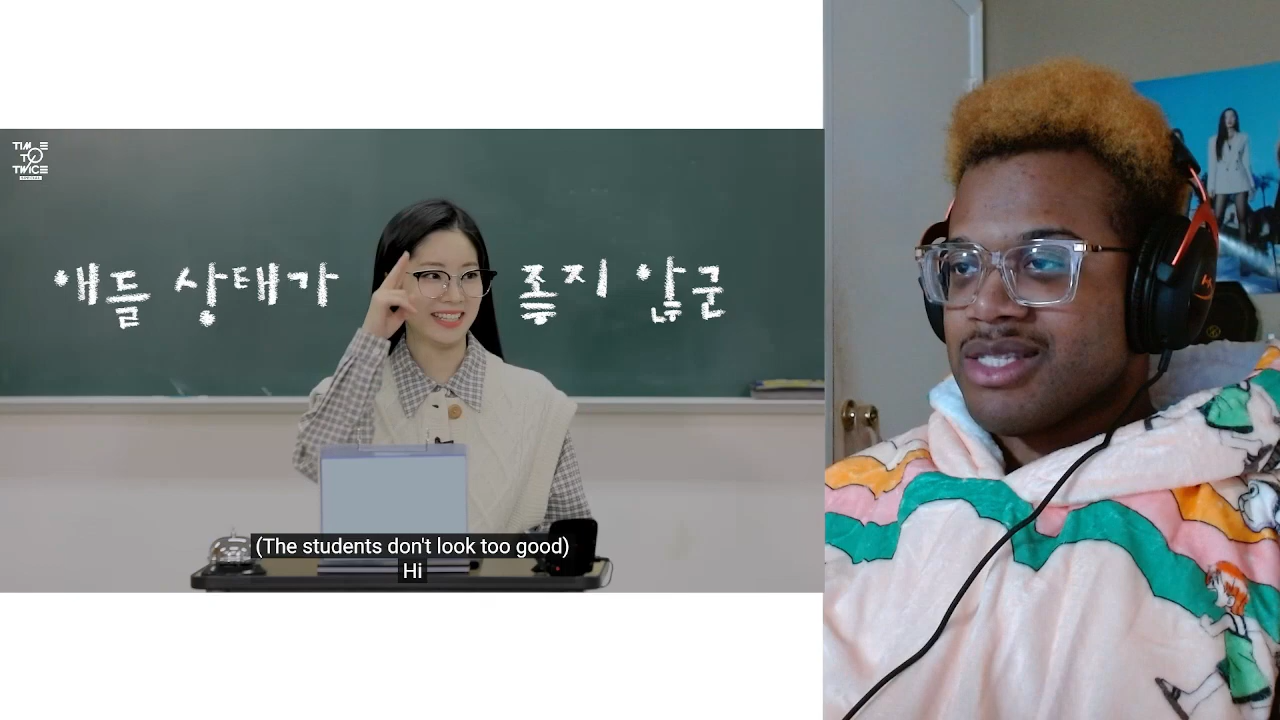 TIME
TO
TWICE
애들 상태가 좋지 않군
(The students don't look too good)
Hi